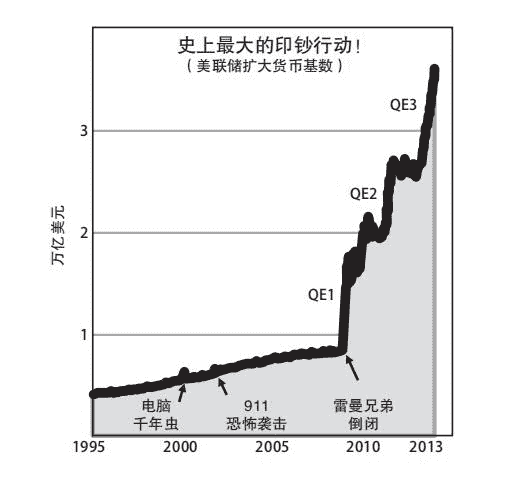 史上最大的印钞行动！
（美联储扩大货币基数）
QE3
3
QE2
万亿美元
2
QE1
1
电脑
千年虫
911
恐怖袭击
雷曼兄弟
倒闭
1995
2000
2005
2010
2013